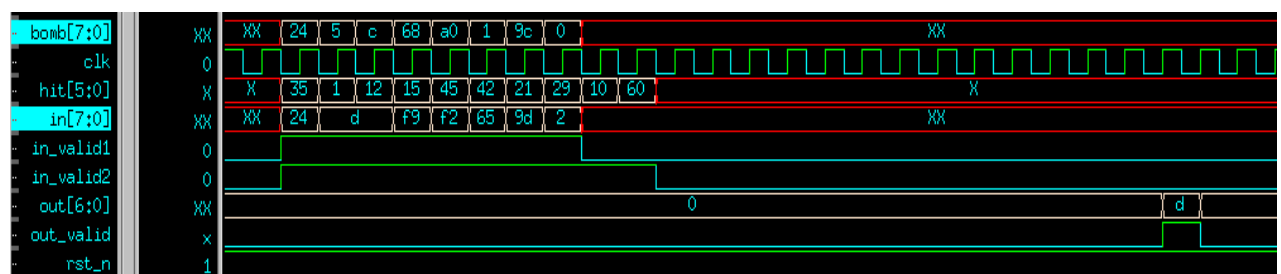 bomb[7:0] XX XX 24 5 c 68 a0 1 9c 0 XX
clk 0
hit[5:0] X X 35 1 12 15 45 42 21 29 10 60 X
in[7:0] XX XX 24 d f9 f2 65 9d 2 XX
in_valid1 0
in_valid2 0
out[6:0] XX 0 d
out_valid x
rst_n 1